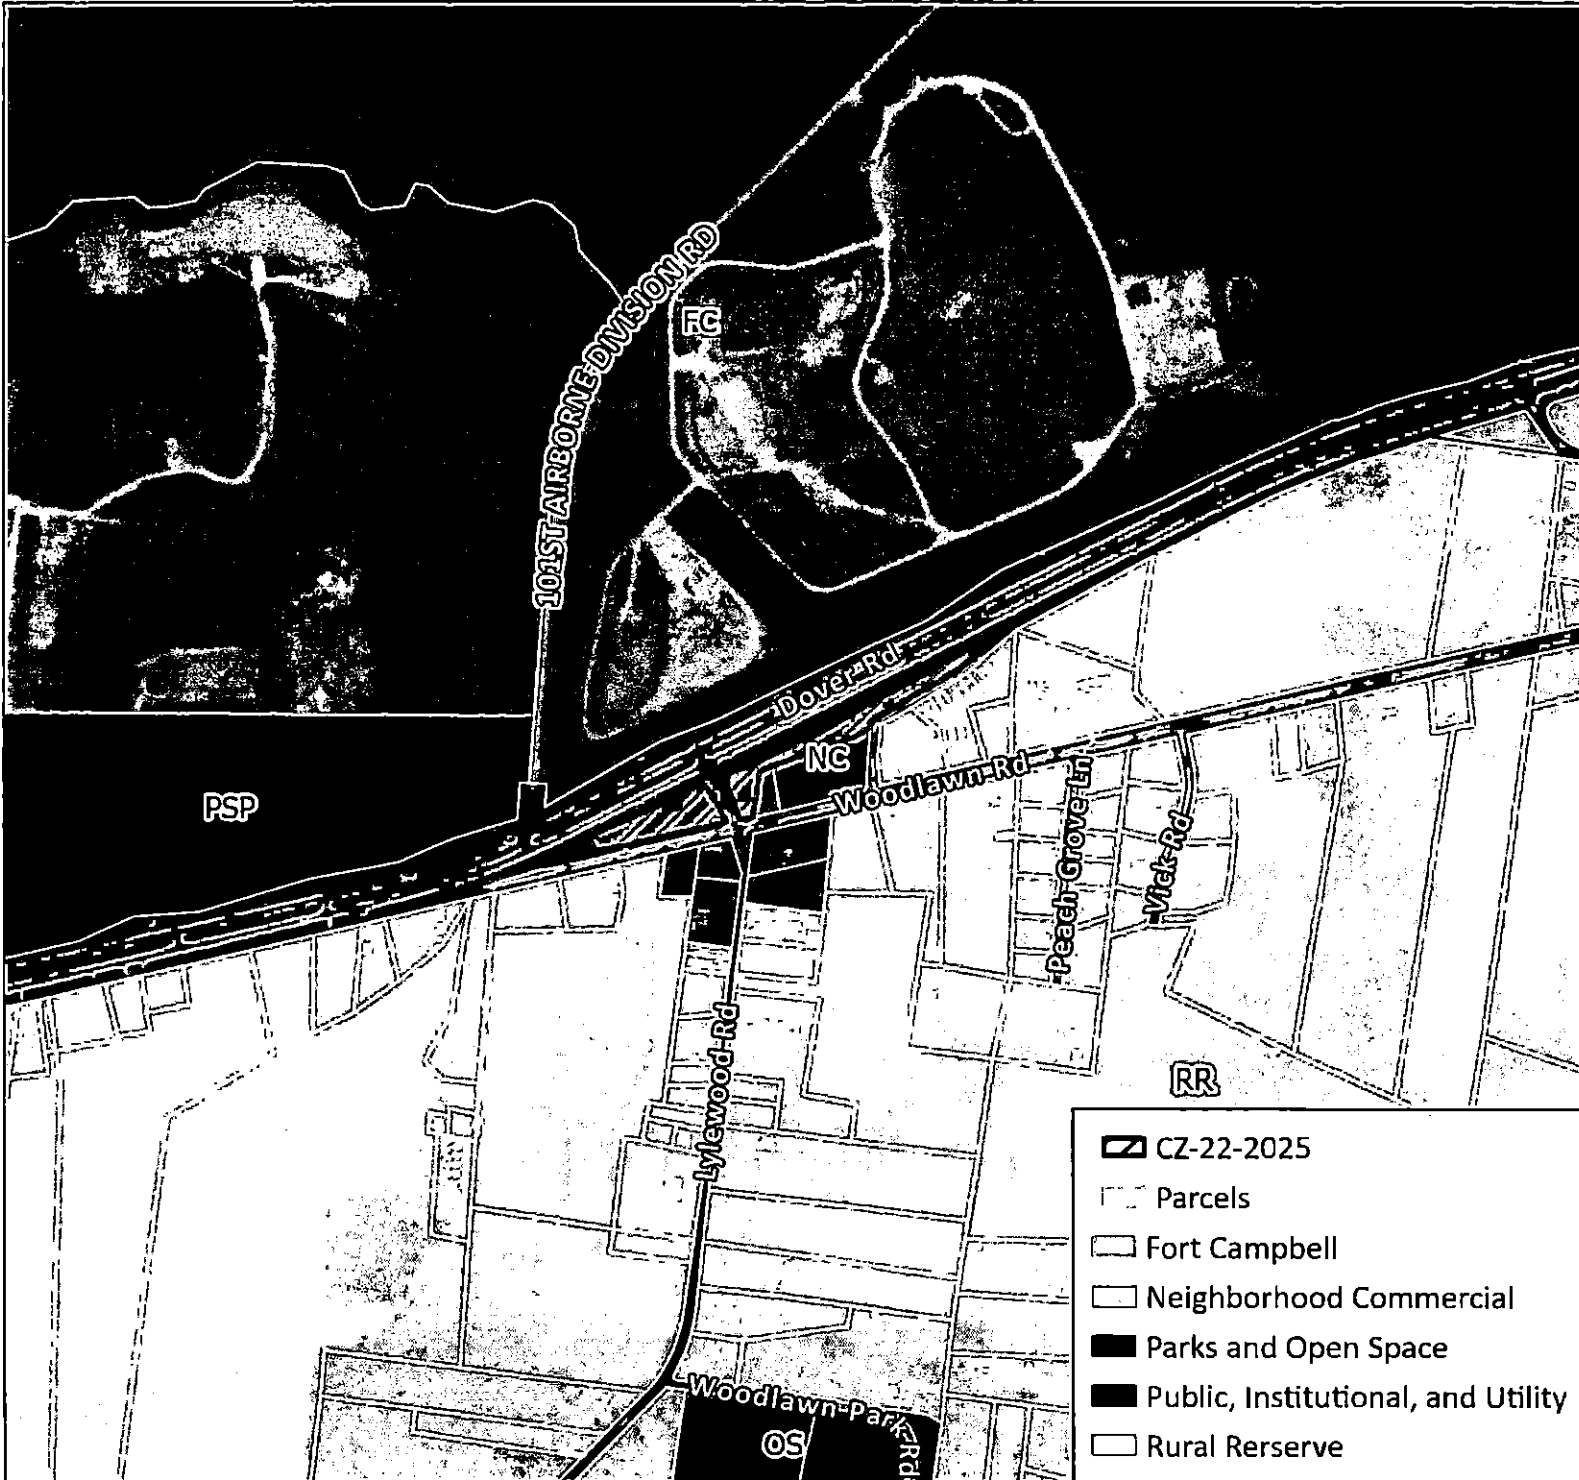 101ST AIRBORNE DIVISION RD
FC
Dover Rd
NC
Woodlawn Rd
PSP
Peach Grove Ln
Vick Rd
Lylewood Rd
RR
CZ-22-2025
Parcels
Fort Campbell
Neighborhood Commercial
Parks and Open Space
Public, Institutional, and Utility
Rural Rerserve
Woodlawn Park Rd
OS